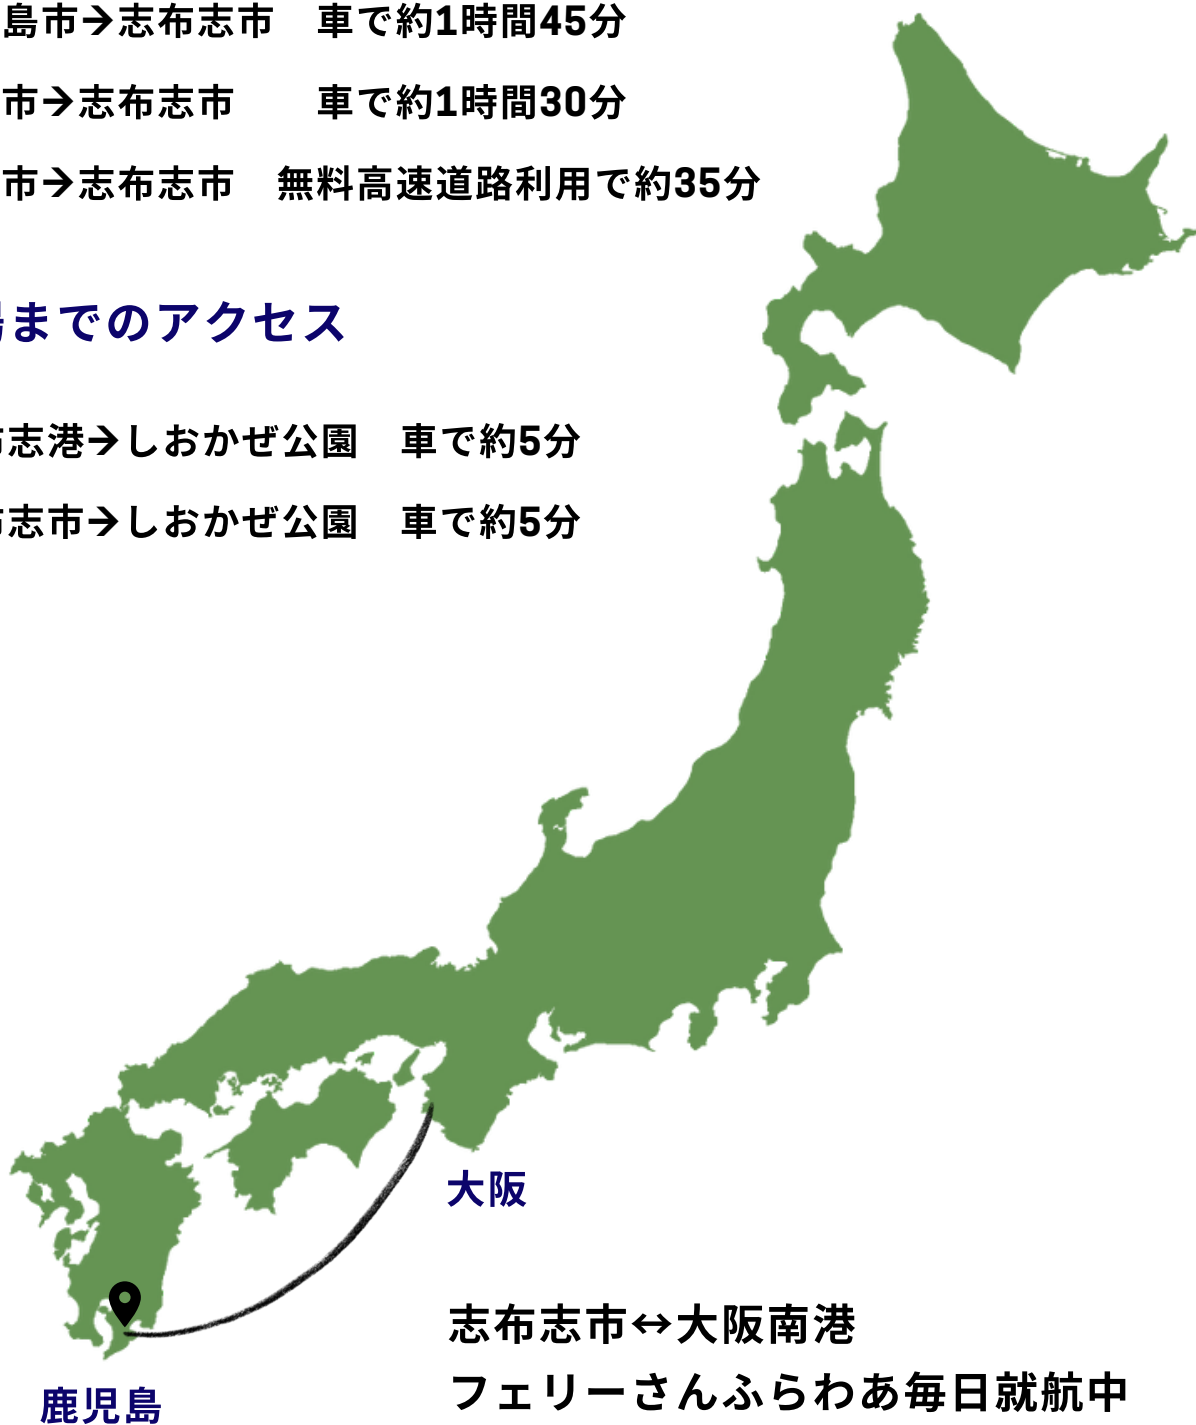 島市→志布志市　車で約1時間45分
市→志布志市　　車で約1時間30分
市→志布志市　無料高速道路利用で約35分
までのアクセス
志港→しおかぜ公園　車で約5分
志市→しおかぜ公園　車で約5分
大阪
志布志市↔大阪南港
フェリーさんふらわあ毎日就航中
鹿児島